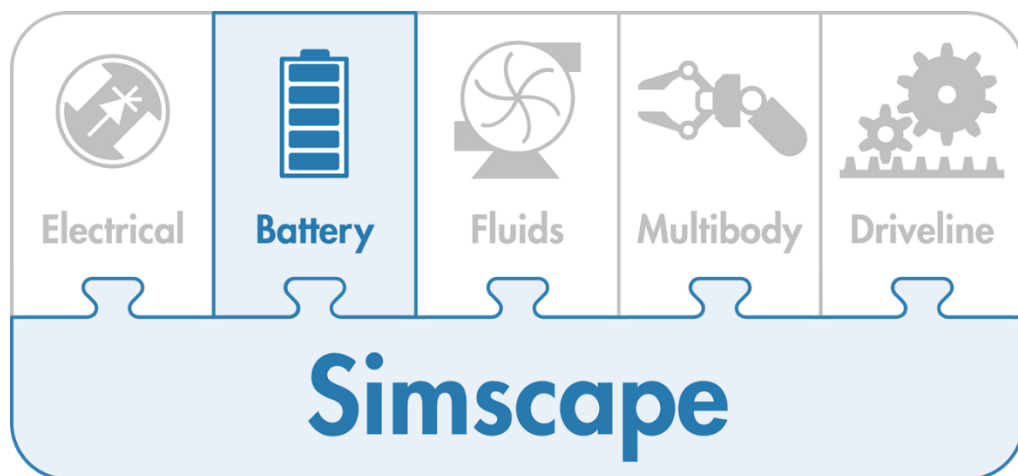 Electrical
Battery
Fluids
Multibody
Driveline
Simscape